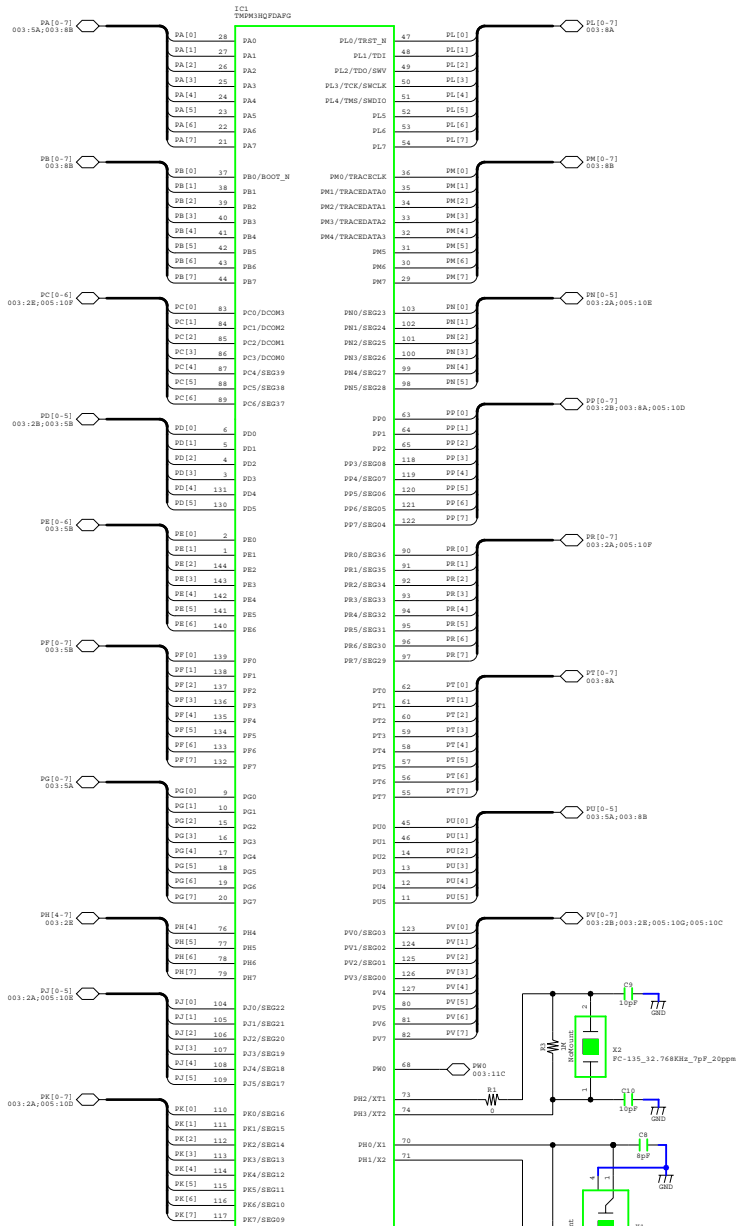 IC1
TMPM3HQFDAFG
PA[0-7]
003:5A;003:8B
PA[0] 28 PA0
PA[1] 27 PA1
PA[2] 26 PA2
PA[3] 25 PA3
PA[4] 24 PA4
PA[5] 23 PA5
PA[6] 22 PA6
PA[7] 21 PA7
PB[0-7]
003:8B
PB[0] 37 PB0/BOOT_N
PB[1] 38 PB1
PB[2] 39 PB2
PB[3] 40 PB3
PB[4] 41 PB4
PB[5] 42 PB5
PB[6] 43 PB6
PB[7] 44 PB7
PC[0-6]
003:2E;005:10F
PC[0] 83 PC0/DCOM3
PC[1] 84 PC1/DCOM2
PC[2] 85 PC2/DCOM1
PC[3] 86 PC3/DCOM0
PC[4] 87 PC4/SEG39
PC[5] 88 PC5/SEG38
PC[6] 89 PC6/SEG37
PD[0-5]
003:2B;003:5B
PD[0] 6 PD0
PD[1] 5 PD1
PD[2] 4 PD2
PD[3] 3 PD3
PD[4] 131 PD4
PD[5] 130 PD5
PE[0-6]
003:5B
PE[0] 2 PE0
PE[1] 1 PE1
PE[2] 144 PE2
PE[3] 143 PE3
PE[4] 142 PE4
PE[5] 141 PE5
PE[6] 140 PE6
PF[0-7]
003:5B
PF[0] 139 PF0
PF[1] 138 PF1
PF[2] 137 PF2
PF[3] 136 PF3
PF[4] 135 PF4
PF[5] 134 PF5
PF[6] 133 PF6
PF[7] 132 PF7
PG[0-7]
003:5A
PG[0] 9 PG0
PG[1] 10 PG1
PG[2] 15 PG2
PG[3] 16 PG3
PG[4] 17 PG4
PG[5] 18 PG5
PG[6] 19 PG6
PG[7] 20 PG7
PH[4-7]
003:2E
PH[4] 76 PH4
PH[5] 77 PH5
PH[6] 78 PH6
PH[7] 79 PH7
PJ[0-5]
003:2A;005:10E
PJ[0] 104 PJ0/SEG22
PJ[1] 105 PJ1/SEG21
PJ[2] 106 PJ2/SEG20
PJ[3] 107 PJ3/SEG19
PJ[4] 108 PJ4/SEG18
PJ[5] 109 PJ5/SEG17
PK[0-7]
003:2A;005:10D
PK[0] 110 PK0/SEG16
PK[1] 111 PK1/SEG15
PK[2] 112 PK2/SEG14
PK[3] 113 PK3/SEG13
PK[4] 114 PK4/SEG12
PK[5] 115 PK5/SEG11
PK[6] 116 PK6/SEG10
PK[7] 117 PK7/SEG09
PL[0-7]
003:8A
PL0/TRST_N 47 PL[0]
PL1/TDI 48 PL[1]
PL2/TDO/SWV 49 PL[2]
PL3/TCK/SWCLK 50 PL[3]
PL4/TMS/SWDIO 51 PL[4]
PL5 52 PL[5]
PL6 53 PL[6]
PL7 54 PL[7]
PM[0-7]
003:8B
PM0/TRACECLK 36 PM[0]
PM1/TRACEDATA0 35 PM[1]
PM2/TRACEDATA1 34 PM[2]
PM3/TRACEDATA2 33 PM[3]
PM4/TRACEDATA3 32 PM[4]
PM5 31 PM[5]
PM6 30 PM[6]
PM7 29 PM[7]
PN[0-5]
003:2A;005:10E
PN0/SEG23 103 PN[0]
PN1/SEG24 102 PN[1]
PN2/SEG25 101 PN[2]
PN3/SEG26 100 PN[3]
PN4/SEG27 99 PN[4]
PN5/SEG28 98 PN[5]
PP[0-7]
003:2B;003:8A;005:10D
PP0 63 PP[0]
PP1 64 PP[1]
PP2 65 PP[2]
PP3/SEG08 118 PP[3]
PP4/SEG07 119 PP[4]
PP5/SEG06 120 PP[5]
PP6/SEG05 121 PP[6]
PP7/SEG04 122 PP[7]
PR[0-7]
003:2A;005:10F
PR0/SEG36 90 PR[0]
PR1/SEG35 91 PR[1]
PR2/SEG34 92 PR[2]
PR3/SEG33 93 PR[3]
PR4/SEG32 94 PR[4]
PR5/SEG31 95 PR[5]
PR6/SEG30 96 PR[6]
PR7/SEG29 97 PR[7]
PT[0-7]
003:8A
PT0 62 PT[0]
PT1 61 PT[1]
PT2 60 PT[2]
PT3 59 PT[3]
PT4 58 PT[4]
PT5 57 PT[5]
PT6 56 PT[6]
PT7 55 PT[7]
PU[0-5]
003:5A;003:8B
PU0 45 PU[0]
PU1 46 PU[1]
PU2 14 PU[2]
PU3 13 PU[3]
PU4 12 PU[4]
PU5 11 PU[5]
PV[0-7]
003:2B;003:2E;005:10G;005:10C
PV0/SEG03 123 PV[0]
PV1/SEG02 124 PV[1]
PV2/SEG01 125 PV[2]
PV3/SEG00 126 PV[3]
PV4 127 PV[4]
PV5 80 PV[5]
PV6 81 PV[6]
PV7 82 PV[7]
PW0 68 PW0
003:11C
PH2/XT1 73
PH3/XT2 74
PH0/X1 70
PH1/X2 71
R1
0
R3
1M
NoMount
2
1
X2
FC-135_32.768KHz_7pF_20ppm
C9
10pF
GND
C10
10pF
GND
C8
8pF
GND
4
1